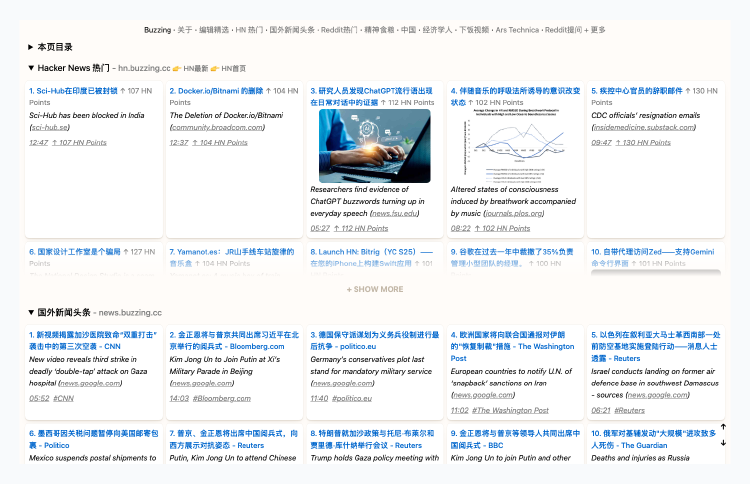 Buzzing · 关于 · 编辑精选 · HN 热门 · 国外新闻头条 · Reddit热门 · 精神食粮 · 中国 · 经济学人 · 下饭视频 · Ars Technica · Reddit提问 + 更多
▶ 本页目录
▼ Hacker News 热门 - hn.buzzing.cc 👉 HN最新 👉 HN首页
1. Sci-Hub在印度已被封锁 ↑ 107 HN
Points
Sci-Hub has been blocked in India
(sci-hub.se)
12:47 ↑ 107 HN Points
2. Docker.io/Bitnami 的删除 ↑ 104 HN
Points
The Deletion of Docker.io/Bitnami
(community.broadcom.com)
12:37 ↑ 104 HN Points
3. 研究人员发现ChatGPT流行语出现
在日常对话中的证据 ↑ 112 HN Points
Researchers find evidence of
ChatGPT buzzwords turning up in
everyday speech (news.fsu.edu)
05:27 ↑ 112 HN Points
4. 伴随音乐的呼吸法所诱导的意识改变
状态 ↑ 102 HN Points
Altered states of consciousness
induced by breathwork accompanied
by music (journals.plos.org)
08:22 ↑ 102 HN Points
5. 疾控中心官员的辞职邮件 ↑ 130 HN
Points
CDC officials' resignation emails
(insidemedicine.substack.com)
09:47 ↑ 130 HN Points
6. 国家设计工作室是个骗局 ↑ 127 HN
Points
7. Yamanot.es：JR山手线车站旋律的
音乐盒 ↑ 104 HN Points
8. Launch HN: Bitrig（YC S25）——
在您的iPhone上构建Swift应用 ↑ 101
9. 谷歌在过去一年中裁撤了35%负责
管理小型团队的经理。 ↑ 100 HN
10. 自带代理访问Zed——支持Gemini
命令行界面 ↑ 101 HN Points
+ SHOW MORE
▼ 国外新闻头条 - news.buzzing.cc
1. 新视频揭露加沙医院致命“双重打击”
袭击中的第三次空袭 - CNN
New video reveals third strike in
deadly 'double-tap' attack on Gaza
hospital (news.google.com)
05:52 #CNN
2. 金正恩将与普京共同出席习近平在北
京举行的阅兵式 - Bloomberg.com
Kim Jong Un to Join Putin at Xi's
Military Parade in Beijing
(news.google.com)
14:03 #Bloomberg.com
3. 德国保守派谋划为义务兵役制进行最
后抗争 - politico.eu
Germany's conservatives plot last
stand for mandatory military service
(news.google.com)
11:40 #politico.eu
4. 欧洲国家将向联合国通报对伊朗
的“恢复制裁”措施 - The Washington
Post
European countries to notify U.N. of
'snapback' sanctions on Iran
(news.google.com)
11:02 #The Washington Post
5. 以色列在叙利亚大马士革西南部一处
前防空基地实施登陆行动——消息人士
透露 - Reuters
Israel conducts landing on former air
defence base in southwest Damascus
- sources (news.google.com)
06:21 #Reuters
6. 墨西哥因关税问题暂停向美国邮寄包
裹 - Politico
Mexico suspends postal shipments to
7. 普京、金正恩将出席中国阅兵式，向
西方展示对抗姿态 - Reuters
Putin, Kim Jong Un to attend Chinese
8. 特朗普就加沙政策与托尼·布莱尔和
贾里德·库什纳举行会议 - Reuters
Trump holds Gaza policy meeting with
9. 金正恩将与普京等领导人共同出席中
国阅兵式 - BBC
Kim Jong Un to join Putin and other
10. 俄军对基辅发动“大规模”进攻致多
人死伤 - The Guardian
Deaths and injuries as Russia
↑
↓